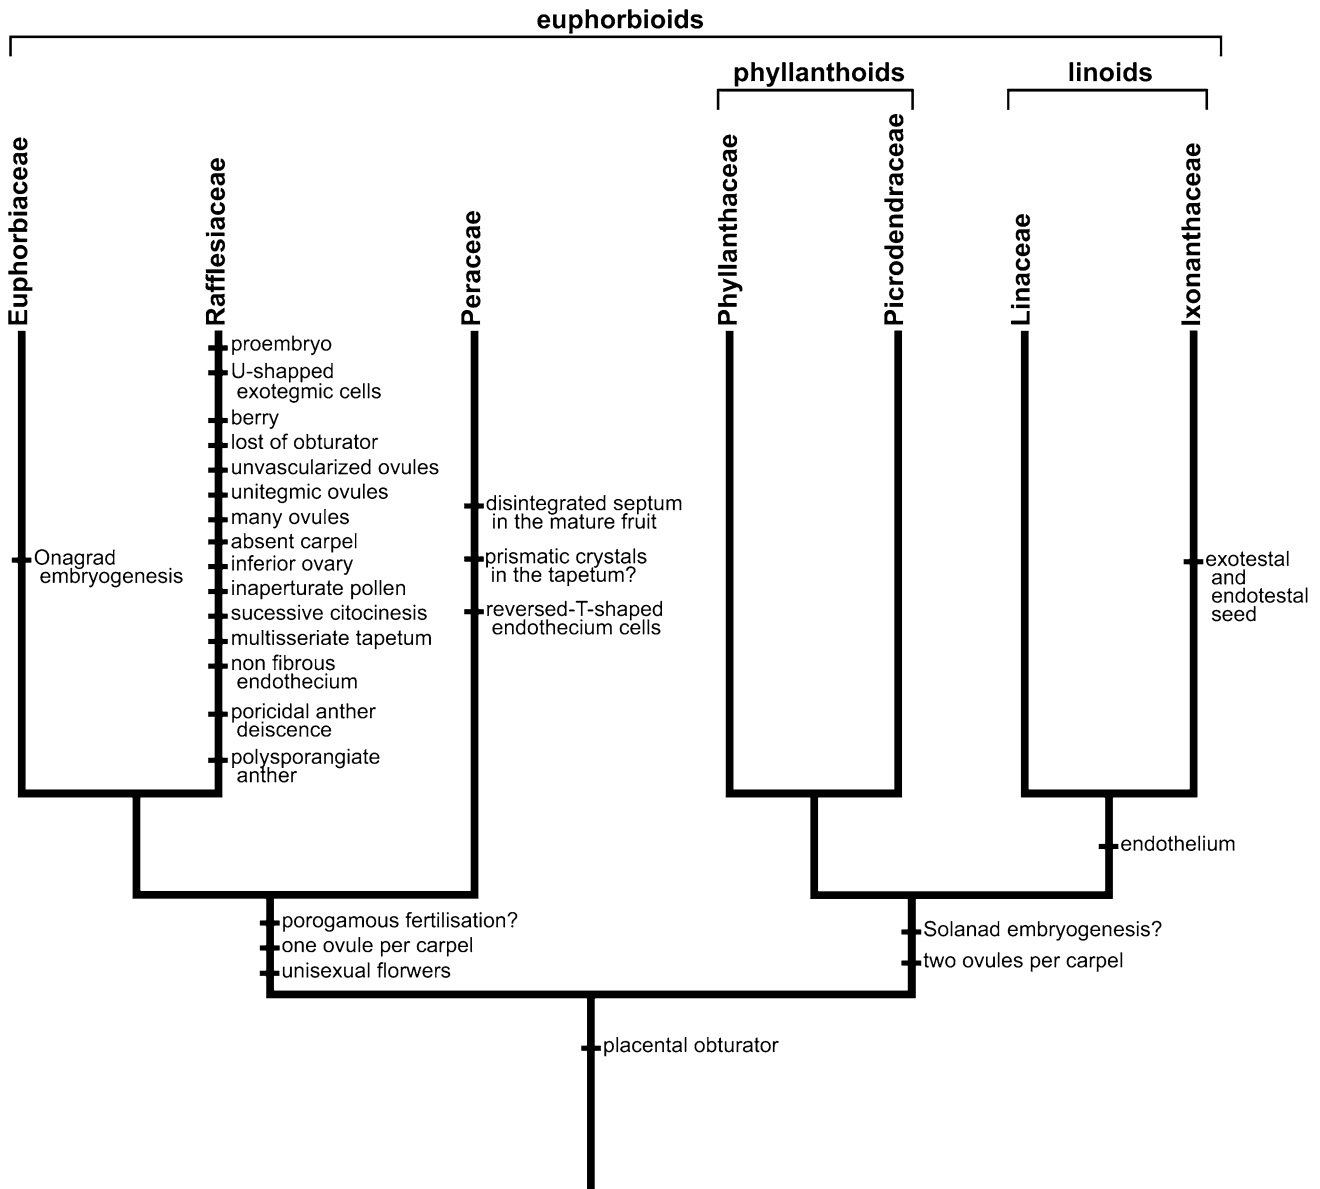 euphorbioids
phyllanthoids
linoids
Euphorbiaceae
Rafflesiaceae
Peraceae
Phyllanthaceae
Picrodendraceae
Linaceae
Ixonanthaceae
proembryo
U-shapped
exotegmic cells
berry
lost of obturator
unvascularized ovules
unitegmic ovules
many ovules
absent carpel
inferior ovary
inaperturate pollen
sucessive citocinesis
multisseriate tapetum
non fibrous
endothecium
poricidal anther
deiscence
polysporangiate
anther
Onagrad
embryogenesis
disintegrated septum
in the mature fruit
prismatic crystals
in the tapetum?
reversed-T-shaped
endothecium cells
exotestal
and
endotestal
seed
endothelium
porogamous fertilisation?
one ovule per carpel
unisexual florwers
Solanad embryogenesis?
two ovules per carpel
placental obturator